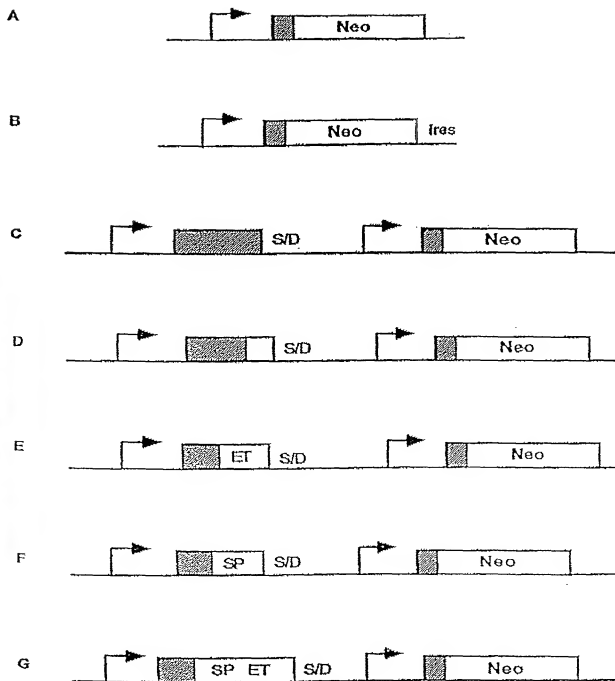 A Neo
B Neo Ires
C S/D Neo
D S/D Neo
E ET S/D Neo
F SP S/D Neo
G SP ET S/D Neo